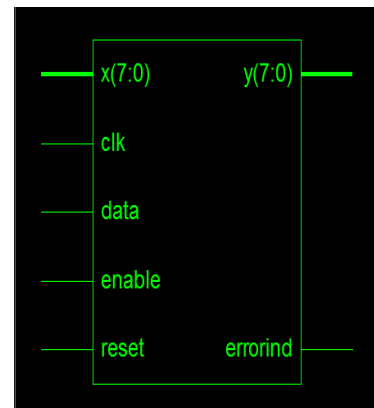 x(7:0) y(7:0)
clk
data
enable
reset errorind